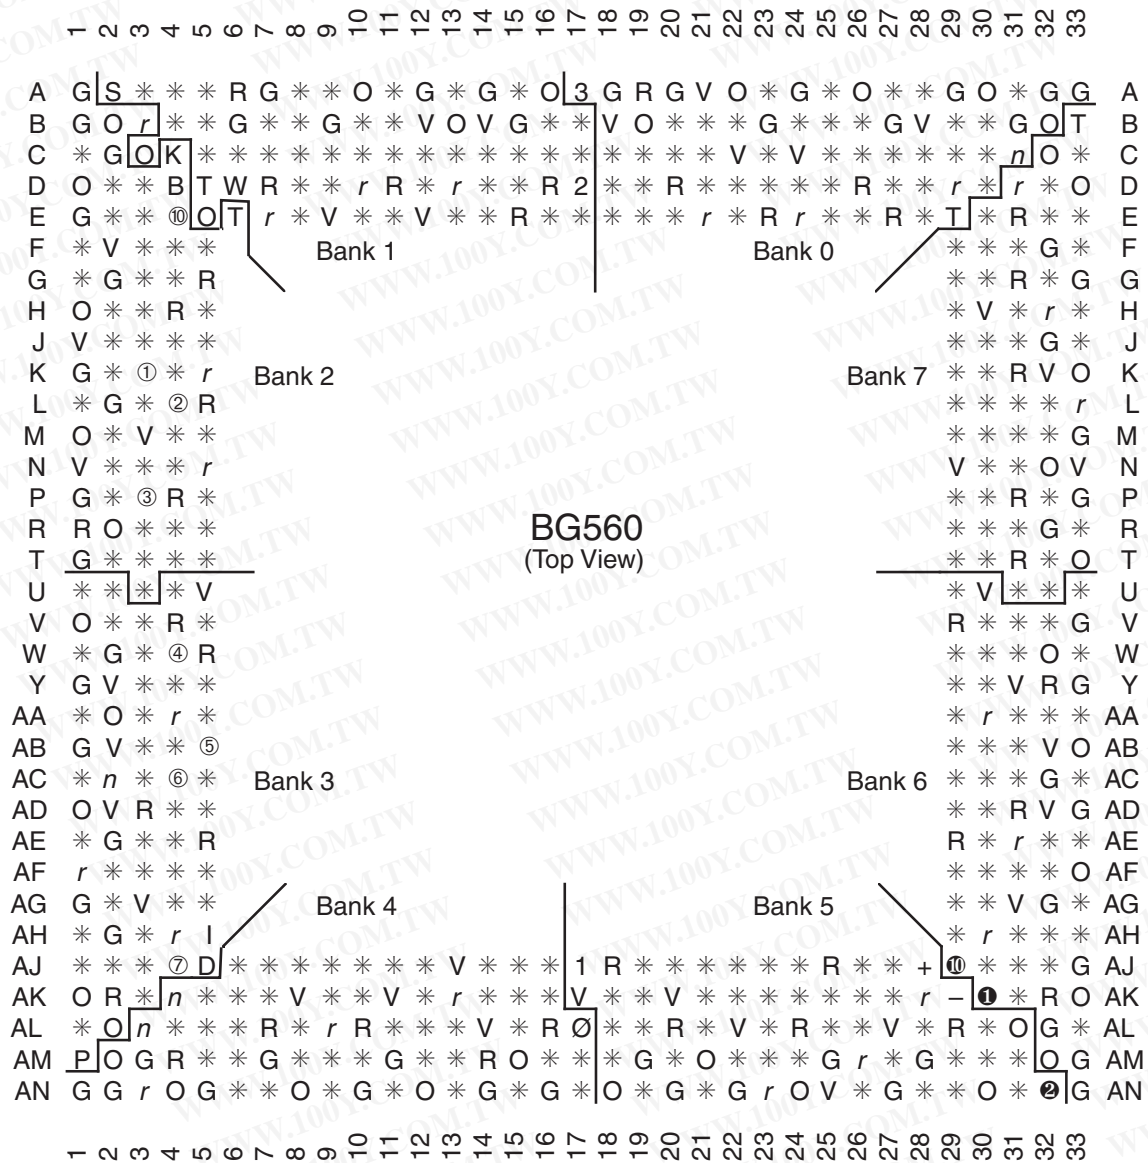 1 2 3 4 5 6 7 8 9 10 11 12 13 14 15 16 17 18 19 20 21 22 23 24 25 26 27 28 29 30 31 32 33
A G S ✳ ✳ ✳ R G ✳ ✳ O ✳ G ✳ G ✳ O 3 G R G V O ✳ G ✳ O ✳ ✳ G O ✳ G G A
B G O r ✳ ✳ G ✳ ✳ G ✳ ✳ V O V G ✳ ✳ V O ✳ ✳ ✳ G ✳ ✳ ✳ G V ✳ ✳ G O T B
C ✳ G O K ✳ ✳ ✳ ✳ ✳ ✳ ✳ ✳ ✳ ✳ ✳ ✳ ✳ ✳ ✳ ✳ ✳ V ✳ V ✳ ✳ ✳ ✳ ✳ ✳ n O ✳ C
D O ✳ ✳ B T W R ✳ ✳ r R ✳ r ✳ ✳ R 2 ✳ ✳ R ✳ ✳ ✳ ✳ ✳ R ✳ ✳ r ✳ r ✳ O D
E G ✳ ✳ ⑩ O T r ✳ V ✳ ✳ V ✳ ✳ R ✳ ✳ ✳ ✳ ✳ r ✳ R r ✳ ✳ R ✳ T ✳ R ✳ ✳ E
F ✳ V ✳ ✳ ✳ Bank 1 Bank 0 ✳ ✳ ✳ G ✳ F
G ✳ G ✳ ✳ R ✳ ✳ R ✳ G G
H O ✳ ✳ R ✳ ✳ V ✳ r ✳ H
J V ✳ ✳ ✳ ✳ ✳ ✳ ✳ G ✳ J
K G ✳ ① ✳ r Bank 2 Bank 7 ✳ ✳ R V O K
L ✳ G ✳ ② R ✳ ✳ ✳ ✳ r L
M O ✳ V ✳ ✳ ✳ ✳ ✳ ✳ G M
N V ✳ ✳ ✳ r V ✳ ✳ O V N
P G ✳ ③ R ✳ ✳ ✳ R ✳ G P
R R O ✳ ✳ ✳ BG560 ✳ ✳ ✳ G ✳ R
T G ✳ ✳ ✳ ✳ (Top View) ✳ ✳ R ✳ O T
U ✳ ✳ ✳ ✳ V ✳ V ✳ ✳ ✳ U
V O ✳ ✳ R ✳ R ✳ ✳ ✳ G V
W ✳ G ✳ ④ R ✳ ✳ ✳ O ✳ W
Y G V ✳ ✳ ✳ ✳ ✳ V R G Y
AA ✳ O ✳ r ✳ ✳ r ✳ ✳ ✳ AA
AB G V ✳ ✳ ⑤ ✳ ✳ ✳ V O AB
AC ✳ n ✳ ⑥ ✳ Bank 3 Bank 6 ✳ ✳ ✳ G ✳ AC
AD O V R ✳ ✳ ✳ ✳ R V G AD
AE ✳ G ✳ ✳ R R ✳ r ✳ ✳ AE
AF r ✳ ✳ ✳ ✳ ✳ ✳ ✳ ✳ O AF
AG G ✳ V ✳ ✳ Bank 4 Bank 5 ✳ ✳ V G ✳ AG
AH ✳ G ✳ r I ✳ r ✳ ✳ ✳ AH
AJ ✳ ✳ ✳ ⑦ D ✳ ✳ ✳ ✳ ✳ ✳ ✳ V ✳ ✳ ✳ 1 R ✳ ✳ ✳ ✳ ✳ ✳ R ✳ ✳ + ❿ ✳ ✳ ✳ G AJ
AK O R ✳ n ✳ ✳ ✳ V ✳ ✳ V ✳ r ✳ ✳ ✳ V ✳ ✳ V ✳ ✳ ✳ ✳ ✳ ✳ ✳ r – ❶ ✳ R O AK
AL ✳ O n ✳ ✳ ✳ R ✳ r R ✳ ✳ ✳ V ✳ R Ø ✳ ✳ R ✳ V ✳ R ✳ ✳ V ✳ R ✳ O G ✳ AL
AM P O G R ✳ ✳ G ✳ ✳ ✳ G ✳ ✳ R O ✳ ✳ ✳ G ✳ O ✳ ✳ ✳ G r ✳ G ✳ ✳ ✳ O G AM
AN G G r O G ✳ ✳ O ✳ G ✳ O ✳ G ✳ G ✳ O ✳ G ✳ G r O V ✳ G ✳ ✳ O ✳ ❷ G AN
1 2 3 4 5 6 7 8 9 10 11 12 13 14 15 16 17 18 19 20 21 22 23 24 25 26 27 28 29 30 31 32 33
WWW.100Y.COM.TW